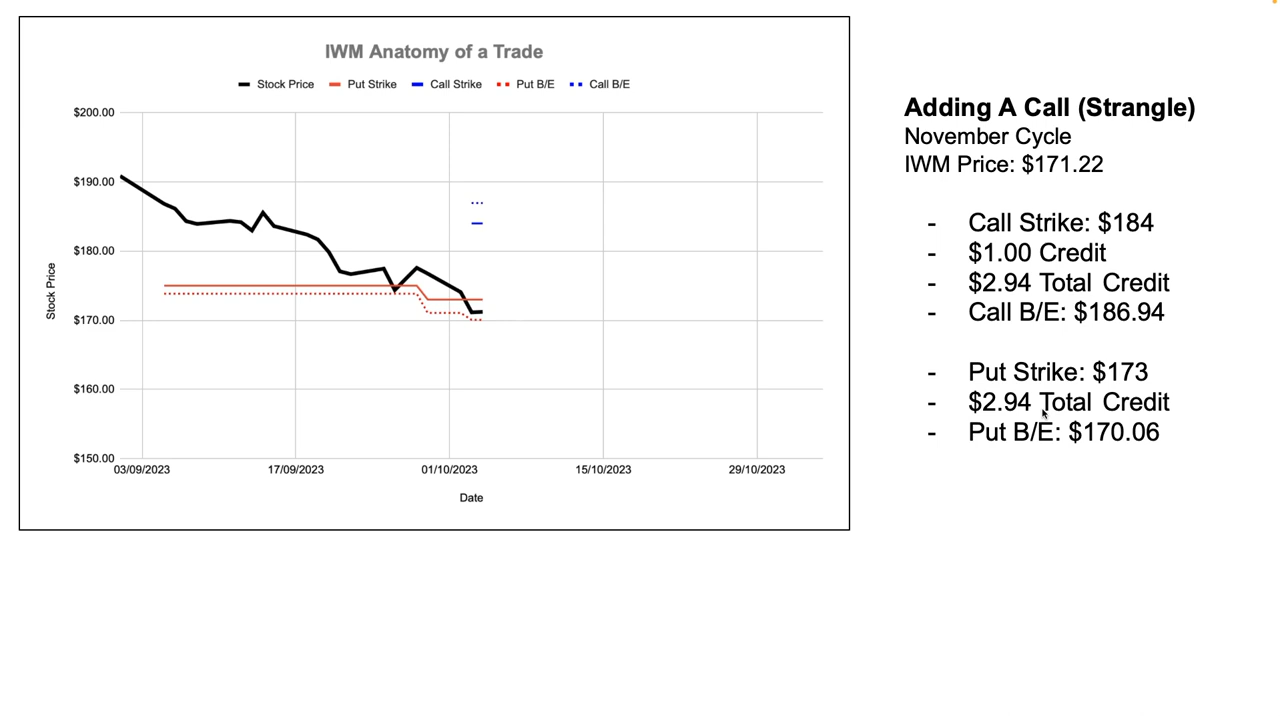 IWM Anatomy of a Trade
Stock Price
Put Strike
Call Strike
Put B/E
Call B/E
$200.00
$190.00
$180.00
$170.00
$160.00
$150.00
Stock Price
03/09/2023
17/09/2023
01/10/2023
15/10/2023
29/10/2023
Date
Adding A Call (Strangle)
November Cycle
IWM Price: $171.22
- Call Strike: $184
- $1.00 Credit
- $2.94 Total Credit
- Call B/E: $186.94
- Put Strike: $173
- $2.94 Total Credit
- Put B/E: $170.06